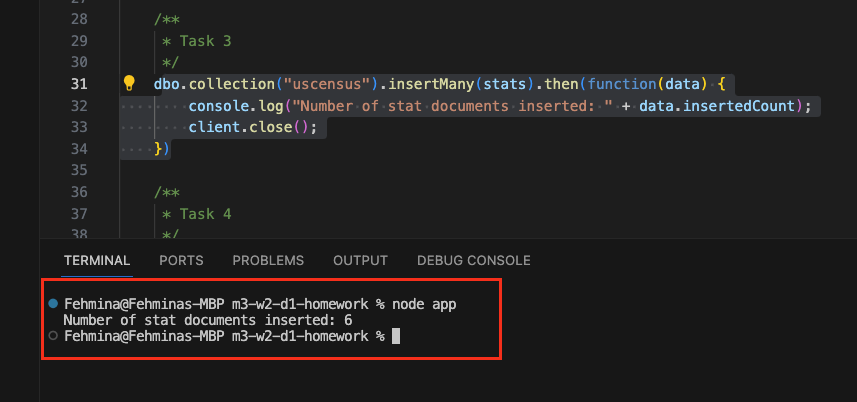 27
28 /**
29 * Task 3
30 */
31 dbo.collection("uscensus").insertMany(stats).then(function(data) {
32 console.log("Number of stat documents inserted: " + data.insertedCount);
33 client.close();
34 })
35
36 /**
37 * Task 4
38 */
TERMINAL PORTS PROBLEMS OUTPUT DEBUG CONSOLE
Fehmina@Fehminas-MBP m3-w2-d1-homework % node app
Number of stat documents inserted: 6
Fehmina@Fehminas-MBP m3-w2-d1-homework %